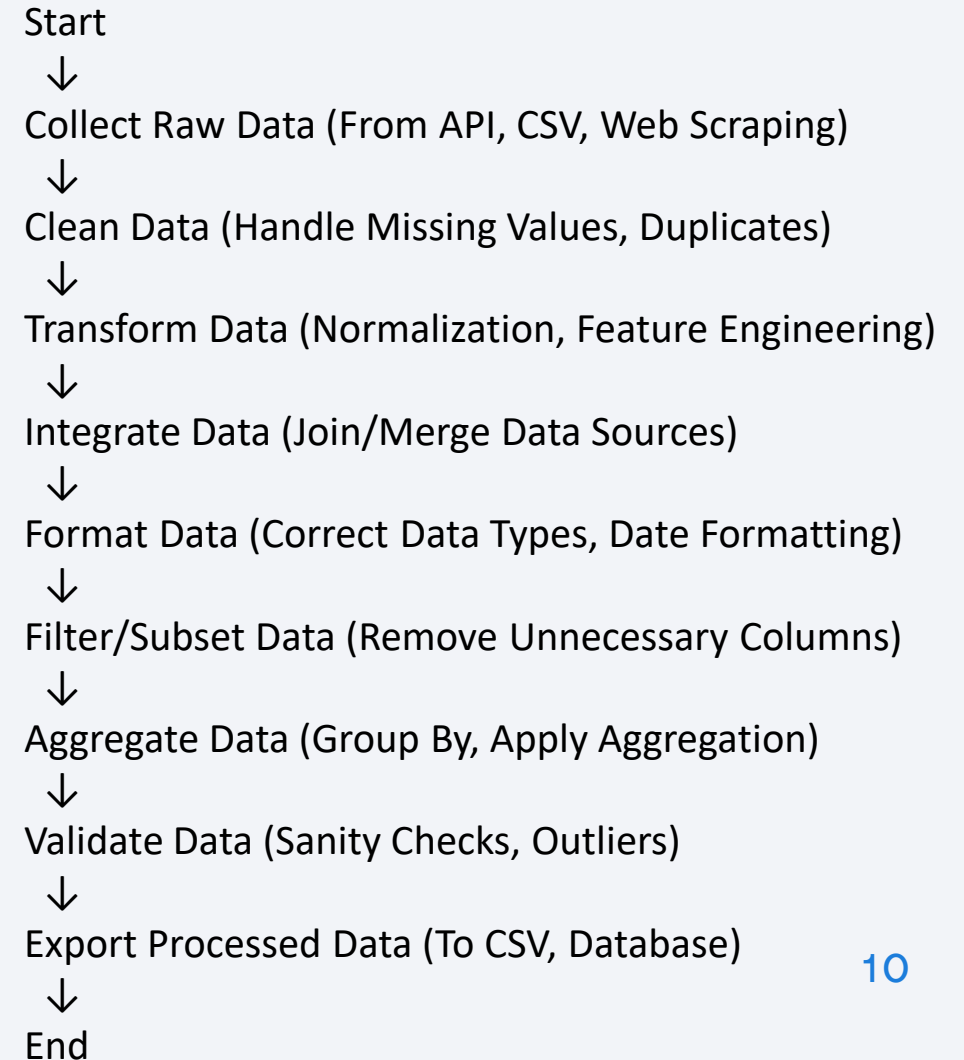 Start
↓
Collect Raw Data (From API, CSV, Web Scraping)
↓
Clean Data (Handle Missing Values, Duplicates)
↓
Transform Data (Normalization, Feature Engineering)
↓
Integrate Data (Join/Merge Data Sources)
↓
Format Data (Correct Data Types, Date Formatting)
↓
Filter/Subset Data (Remove Unnecessary Columns)
↓
Aggregate Data (Group By, Apply Aggregation)
↓
Validate Data (Sanity Checks, Outliers)
↓
Export Processed Data (To CSV, Database)
10
↓
End